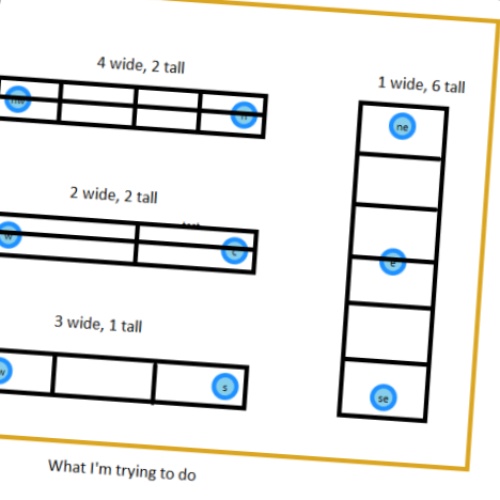 4 wide, 2 tall
1 wide, 6 tall
nw
n
ne
2 wide, 2 tall
w
c
e
3 wide, 1 tall
w
s
se
What I'm trying to do